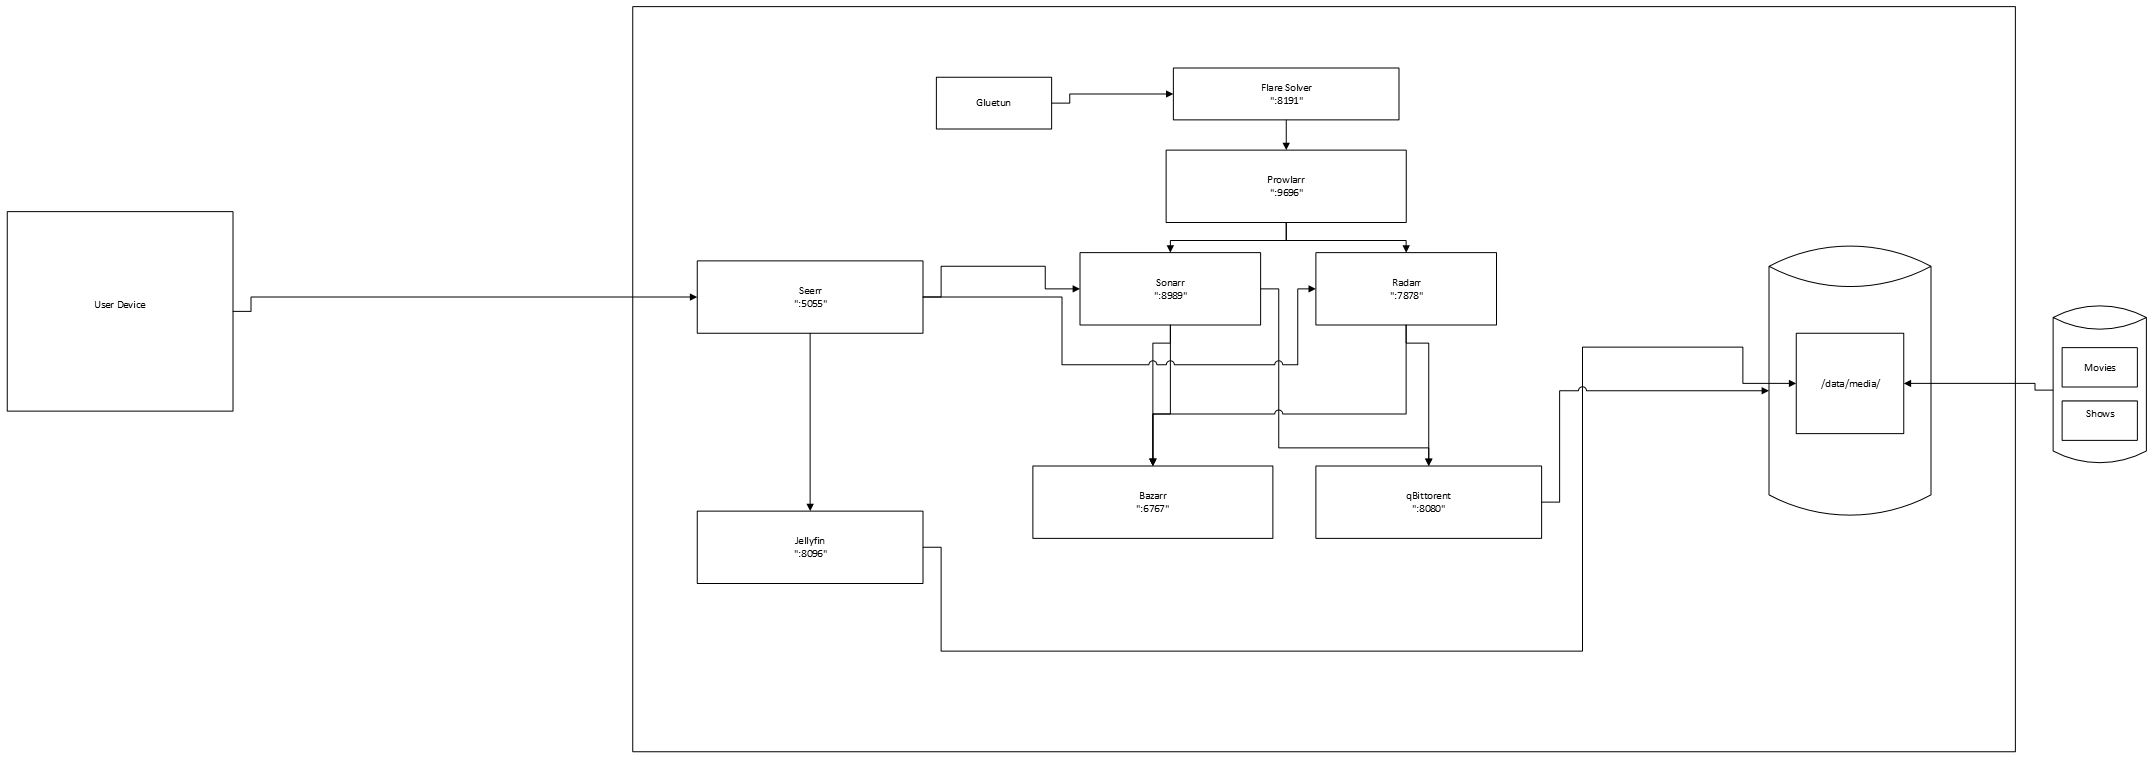 Flare Solver
":8191"
Gluetun
Prowlarr
":9696"
User Device
Seerr
":5055"
Sonarr
":8989"
Radarr
":7878"
/data/media/
Movies
Shows
Bazarr
":6767"
qBittorent
":8080"
Jellyfin
":8096"